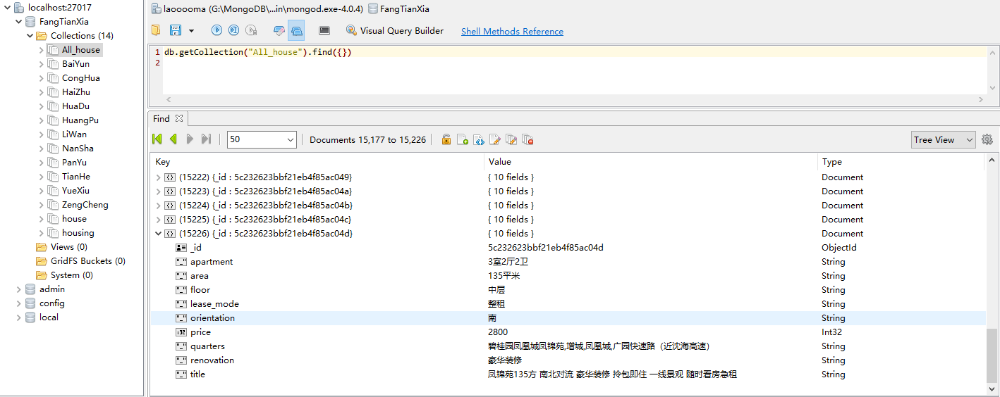 localhost:27017
FangTianXia
Collections (14)
All_house
BaiYun
CongHua
HaiZhu
HuaDu
HuangPu
LiWan
NanSha
PanYu
TianHe
YueXiu
ZengCheng
house
housing
Views (0)
GridFS Buckets (0)
System (0)
admin
config
local
laooooma (G:\MongoDB\...in\mongod.exe-4.0.4) FangTianXia
Visual Query Builder Shell Methods Reference
1 db.getCollection("All_house").find({})
2
Find
50 Documents 15,177 to 15,226 Tree View
Key Value Type
(15222) {_id : 5c232623bbf21eb4f85ac049} { 10 fields } Document
(15223) {_id : 5c232623bbf21eb4f85ac04a} { 10 fields } Document
(15224) {_id : 5c232623bbf21eb4f85ac04b} { 10 fields } Document
(15225) {_id : 5c232623bbf21eb4f85ac04c} { 10 fields } Document
(15226) {_id : 5c232623bbf21eb4f85ac04d} { 10 fields } Document
_id 5c232623bbf21eb4f85ac04d ObjectId
apartment 3室2厅2卫 String
area 135平米 String
floor 中层 String
lease_mode 整租 String
orientation 南 String
price 2800 Int32
quarters 碧桂园凤凰城凤锦苑,增城,凤凰城,广园快速路（近沈海高速） String
renovation 豪华装修 String
title 凤锦苑135方 南北对流 豪华装修 拎包即住 一线景观 随时看房急租 String